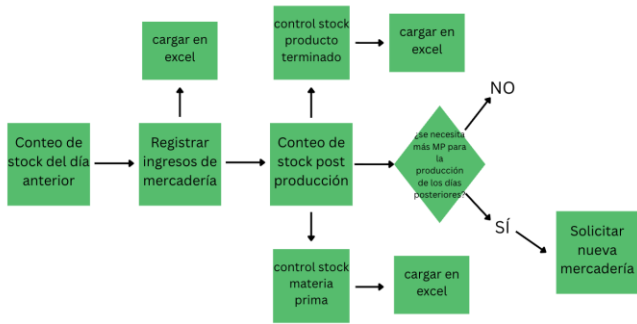 control stock
producto
terminado
cargar en
excel
cargar en
excel
NO
Conteo de
stock del día
anterior
Registrar
ingresos de
mercadería
Conteo de
stock post
producción
¿se necesita
más MP para
la
producción
de los días
posteriores?
SÍ
Solicitar
nueva
mercadería
control stock
materia
prima
cargar en
excel